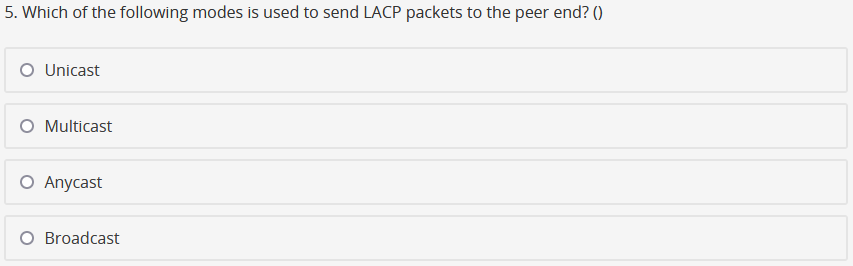 5. Which of the following modes is used to send LACP packets to the peer end? ()
Unicast
Multicast
Anycast
Broadcast